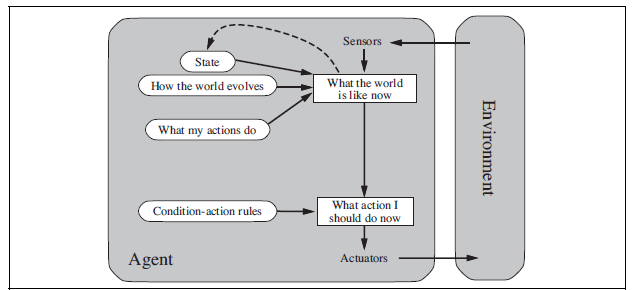 Sensors
State
How the world evolves
What the world
is like now
What my actions do
Environment
Condition-action rules
What action I
should do now
Agent
Actuators